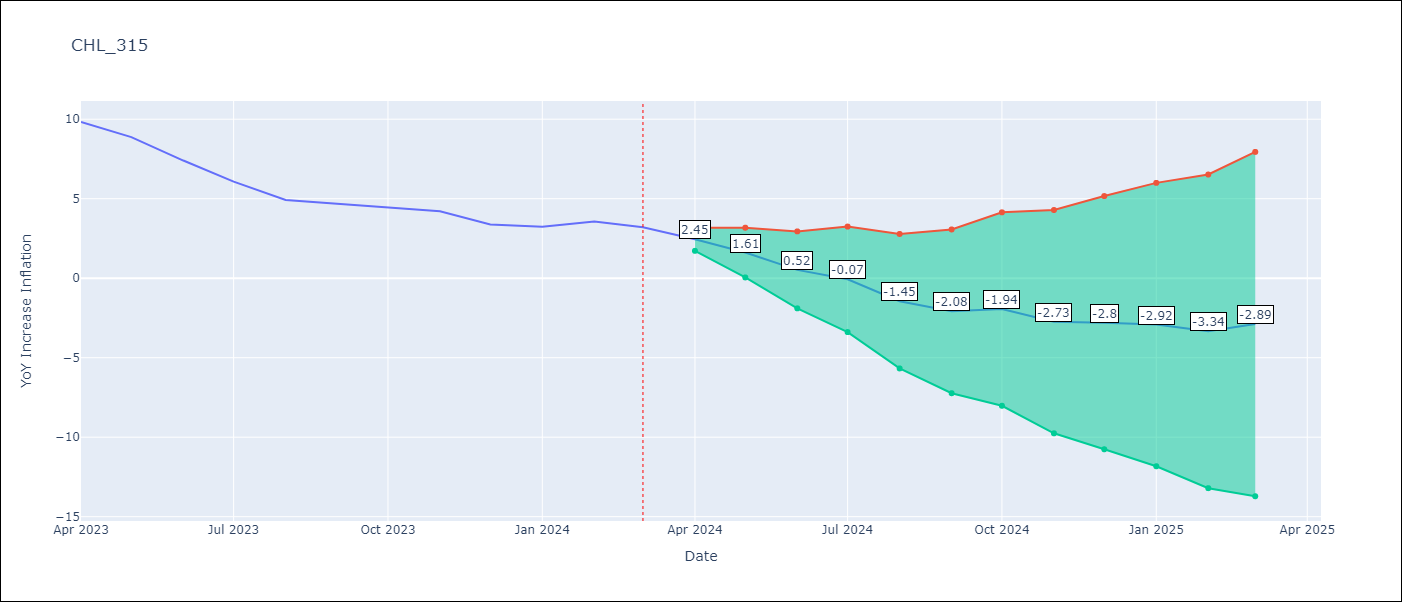 CHL_315
10
5
0
−5
−10
−15
YoY Increase Inflation
2.45
1.61
0.52
-0.07
-1.45
-2.08
-1.94
-2.73
-2.8
-2.92
-3.34
-2.89
Apr 2023
Jul 2023
Oct 2023
Jan 2024
Apr 2024
Jul 2024
Oct 2024
Jan 2025
Apr 2025
Date